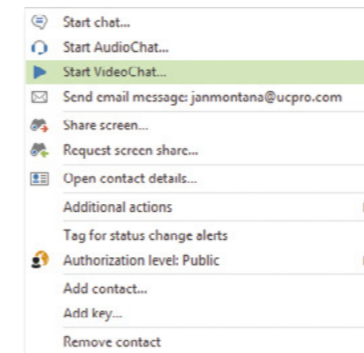 Start chat...
Start AudioChat...
Start VideoChat...
Send email message: janmontana@ucpro.com
Share screen...
Request screen share...
Open contact details...
Additional actions
Tag for status change alerts
Authorization level: Public
Add contact...
Add key...
Remove contact